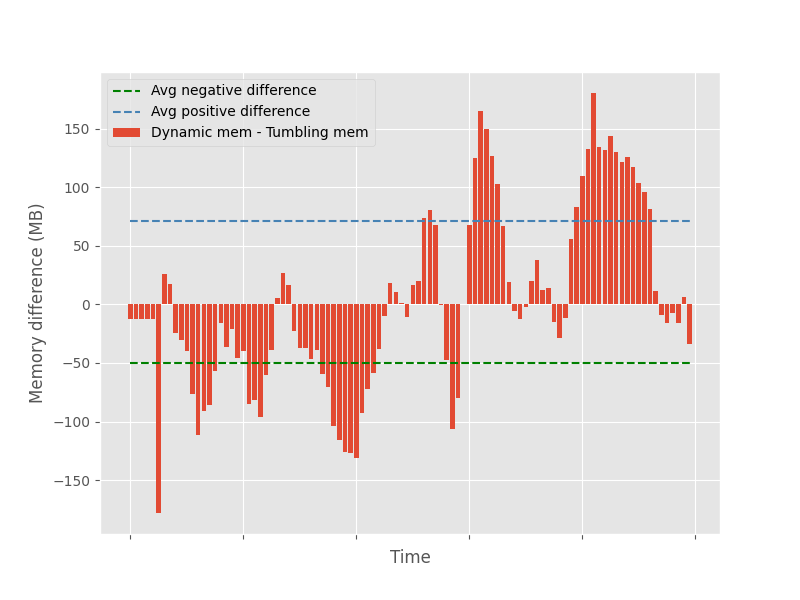 Avg negative difference
Avg positive difference
Dynamic mem - Tumbling mem
150
100
50
0
−50
−100
−150
Memory difference (MB)
Time